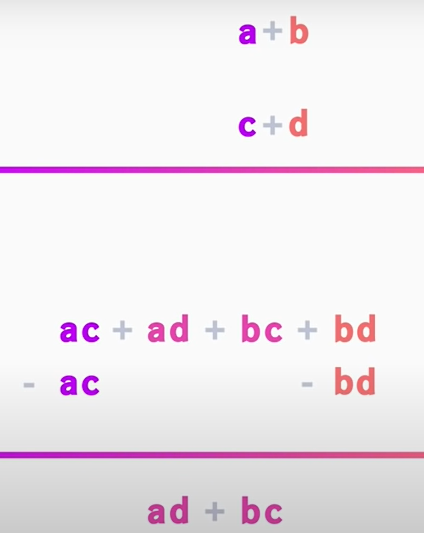 a + b
c + d
ac + ad + bc + bd
- ac - bd
ad + bc